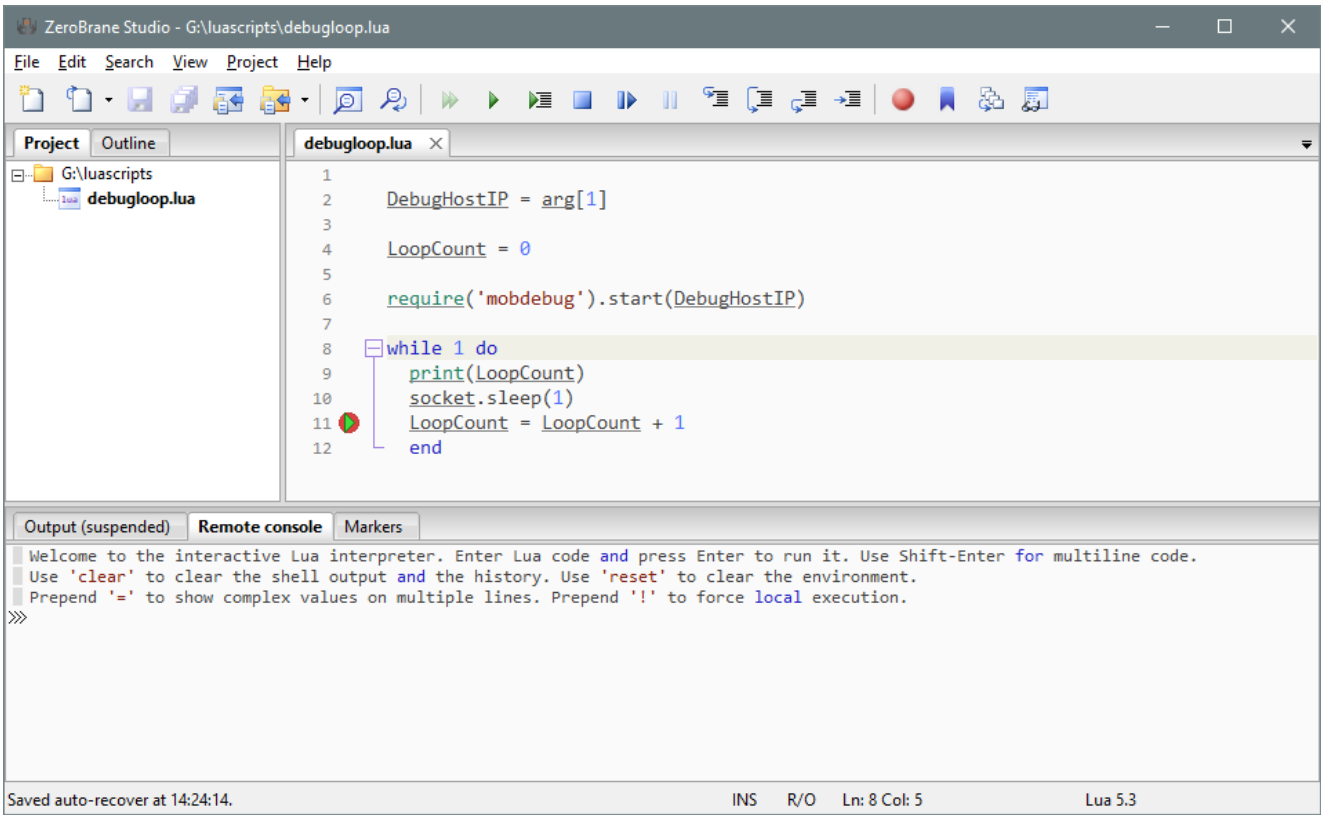 ZeroBrane Studio - G:\luascripts\debugloop.lua
File Edit Search View Project Help
Project Outline
G:\luascripts
lua debugloop.lua
debugloop.lua
1
2 DebugHostIP = arg[1]
3
4 LoopCount = 0
5
6 require('mobdebug').start(DebugHostIP)
7
8 while 1 do
9 print(LoopCount)
10 socket.sleep(1)
11 LoopCount = LoopCount + 1
12 end
Output (suspended) Remote console Markers
Welcome to the interactive Lua interpreter. Enter Lua code and press Enter to run it. Use Shift-Enter for multiline code.
Use 'clear' to clear the shell output and the history. Use 'reset' to clear the environment.
Prepend '=' to show complex values on multiple lines. Prepend '!' to force local execution.
Saved auto-recover at 14:24:14. INS R/O Ln: 8 Col: 5 Lua 5.3